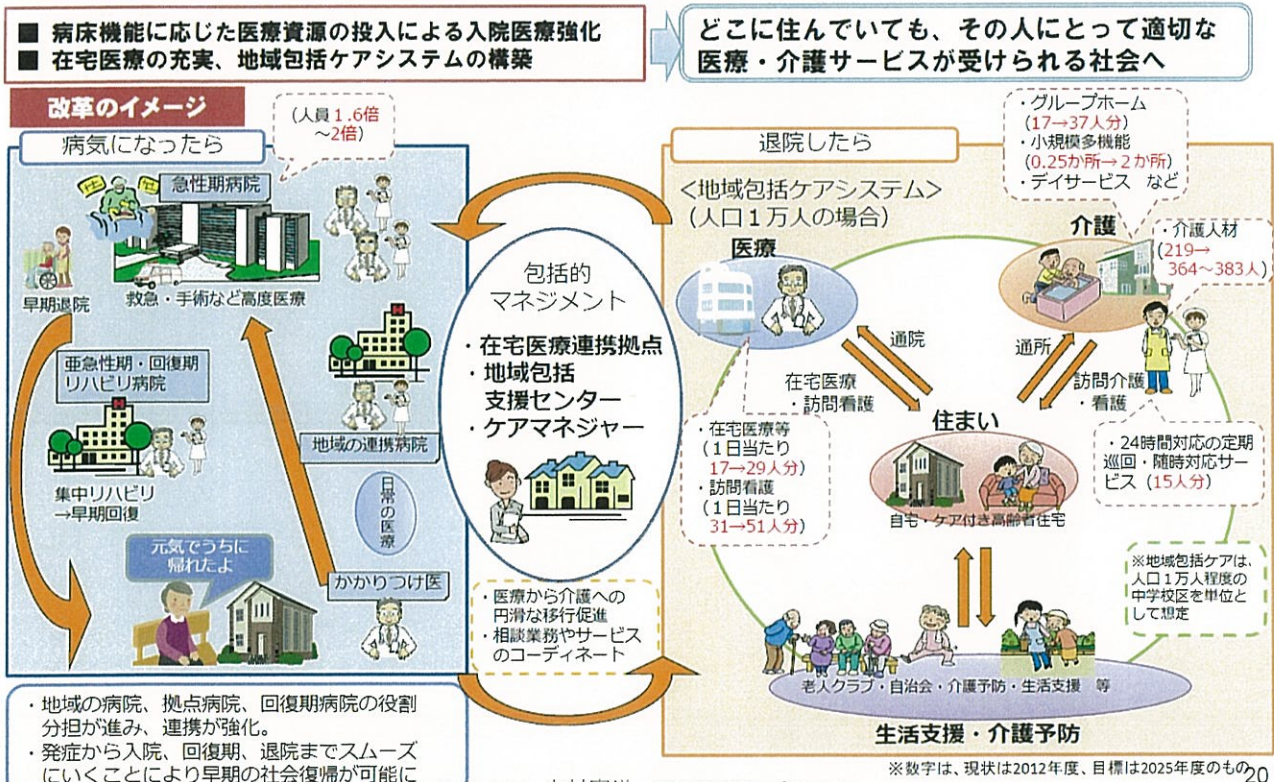 ■ 病床機能に応じた医療資源の投入による入院医療強化
■ 在宅医療の充実、地域包括ケアシステムの構築
どこに住んでいても、その人にとって適切な
医療・介護サービスが受けられる社会へ
改革のイメージ
病気になったら
(人員1.6倍
～2倍)
急性期病院
早期退院
救急・手術など高度医療
亜急性期・回復期
リハビリ病院
集中リハビリ
→早期回復
地域の連携病院
日常の医療
元気でうちに
帰れたよ
かかりつけ医
・地域の病院、拠点病院、回復期病院の役割
分担が進み、連携が強化。
・発症から入院、回復期、退院までスムーズ
にいくことにより早期の社会復帰が可能に
包括的
マネジメント
・在宅医療連携拠点
・地域包括
支援センター
・ケアマネジャー
・医療から介護への
円滑な移行促進
・相談業務やサービス
のコーディネート
退院したら
<地域包括ケアシステム>
(人口1万人の場合)
医療
介護
・グループホーム
(17→37人分)
・小規模多機能
(0.25か所→2か所)
・デイサービス など
・介護人材
(219→
364～383人)
通院
通所
在宅医療
・訪問看護
訪問介護
・看護
住まい
自宅・ケア付き高齢者住宅
・在宅医療等
(1日当たり
17→29人分)
・訪問看護
(1日当たり
31→51人分)
・24時間対応の定期
巡回・随時対応サー
ビス(15人分)
※地域包括ケアは、
人口1万人程度の
中学校区を単位と
して想定
老人クラブ・自治会・介護予防・生活支援 等
生活支援・介護予防
※数字は、現状は2012年度、目標は2025年度のもの
20